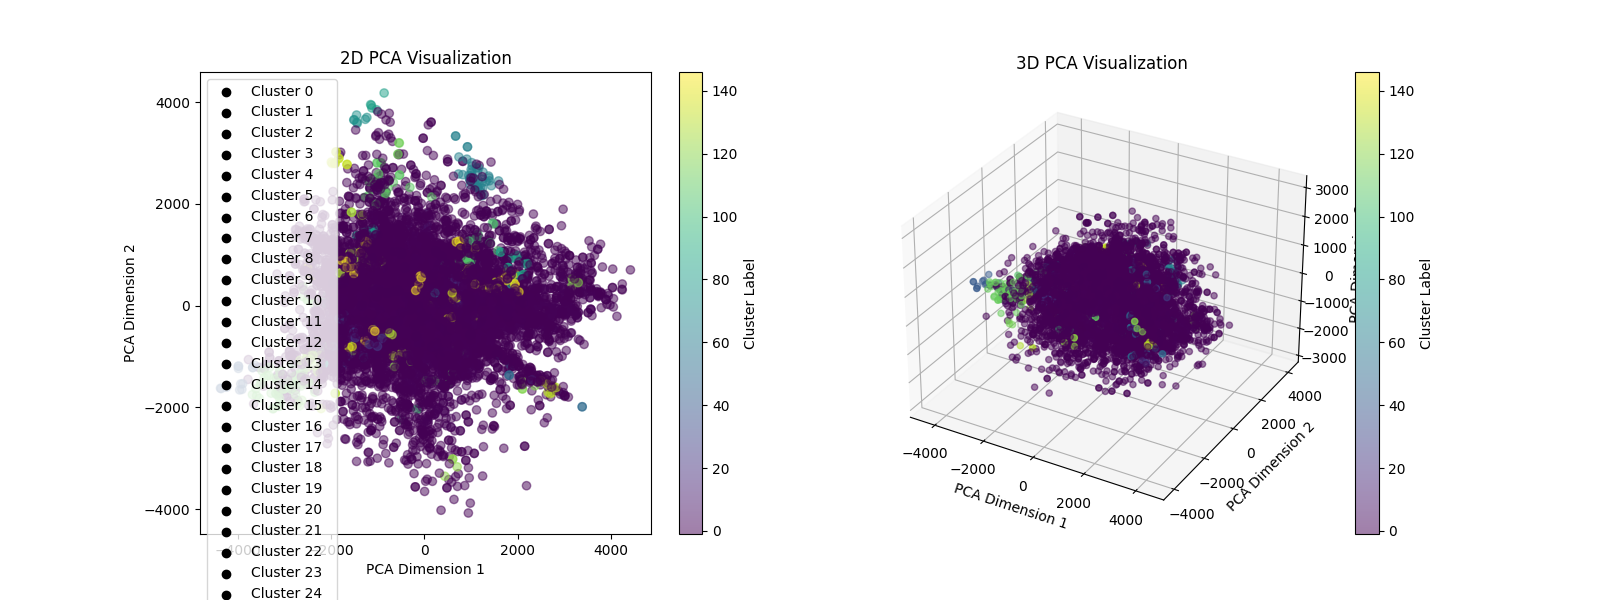 2D PCA Visualization
4000
2000
0
−2000
−4000
PCA Dimension 2
Cluster 0
Cluster 1
Cluster 2
Cluster 3
Cluster 4
Cluster 5
Cluster 6
Cluster 7
Cluster 8
Cluster 9
Cluster 10
Cluster 11
Cluster 12
Cluster 13
Cluster 14
Cluster 15
Cluster 16
Cluster 17
Cluster 18
Cluster 19
Cluster 20
Cluster 21
Cluster 22
Cluster 23
Cluster 24
−4000 −2000 0 2000 4000
PCA Dimension 1
140
120
100
80
60
40
20
0
Cluster Label
3D PCA Visualization
−4000
−2000
0
2000
4000
PCA Dimension 1
−4000
−2000
0
2000
4000
PCA Dimension 2
3000
2000
1000
0
−1000
−2000
−3000
PCA Dimension
140
120
100
80
60
40
20
0
Cluster Label